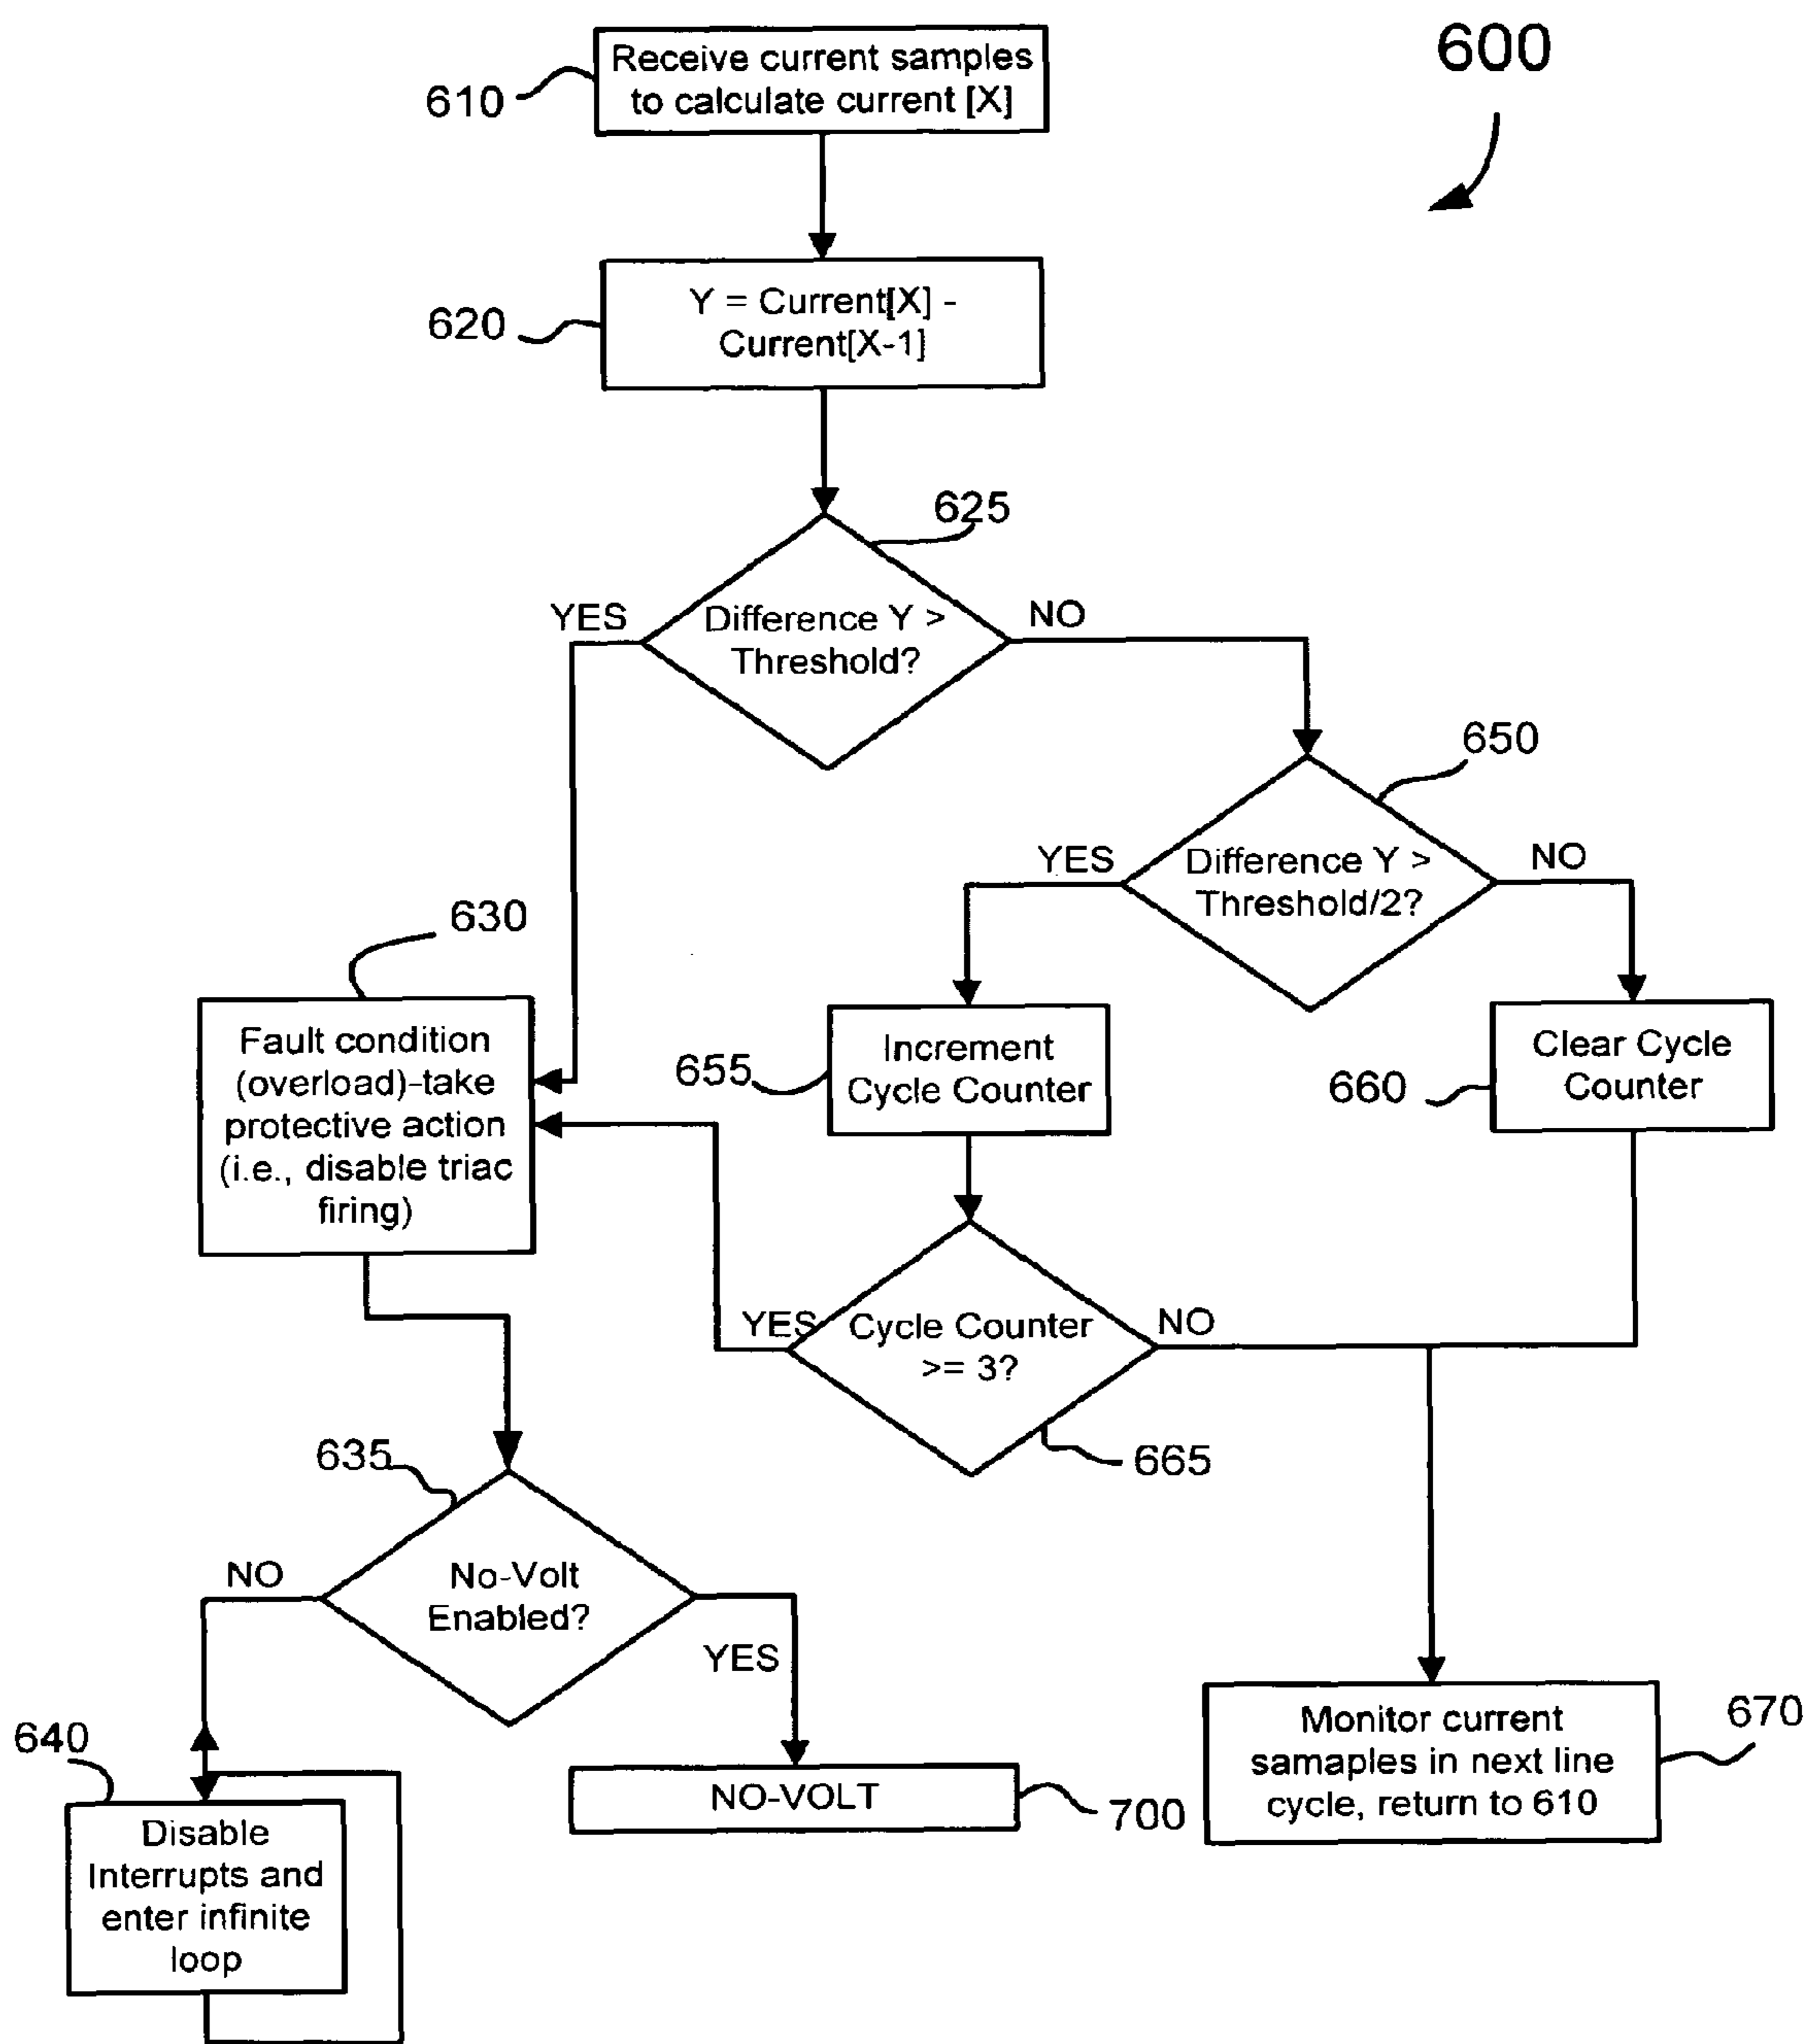 600
Receive current samples
to calculate current [X]
610
Y = Current[X] -
Current[X-1]
620
625
YES
Difference Y >
Threshold?
NO
650
YES
Difference Y >
Threshold/2?
NO
630
Fault condition
(overload)-take
protective action
(i.e., disable triac
firing)
655
Increment
Cycle Counter
660
Clear Cycle
Counter
YES
Cycle Counter
>= 3?
NO
665
635
NO
No-Volt
Enabled?
YES
640
Disable
Interrupts and
enter infinite
loop
NO-VOLT
700
Monitor current
samaples in next line
cycle, return to 610
670